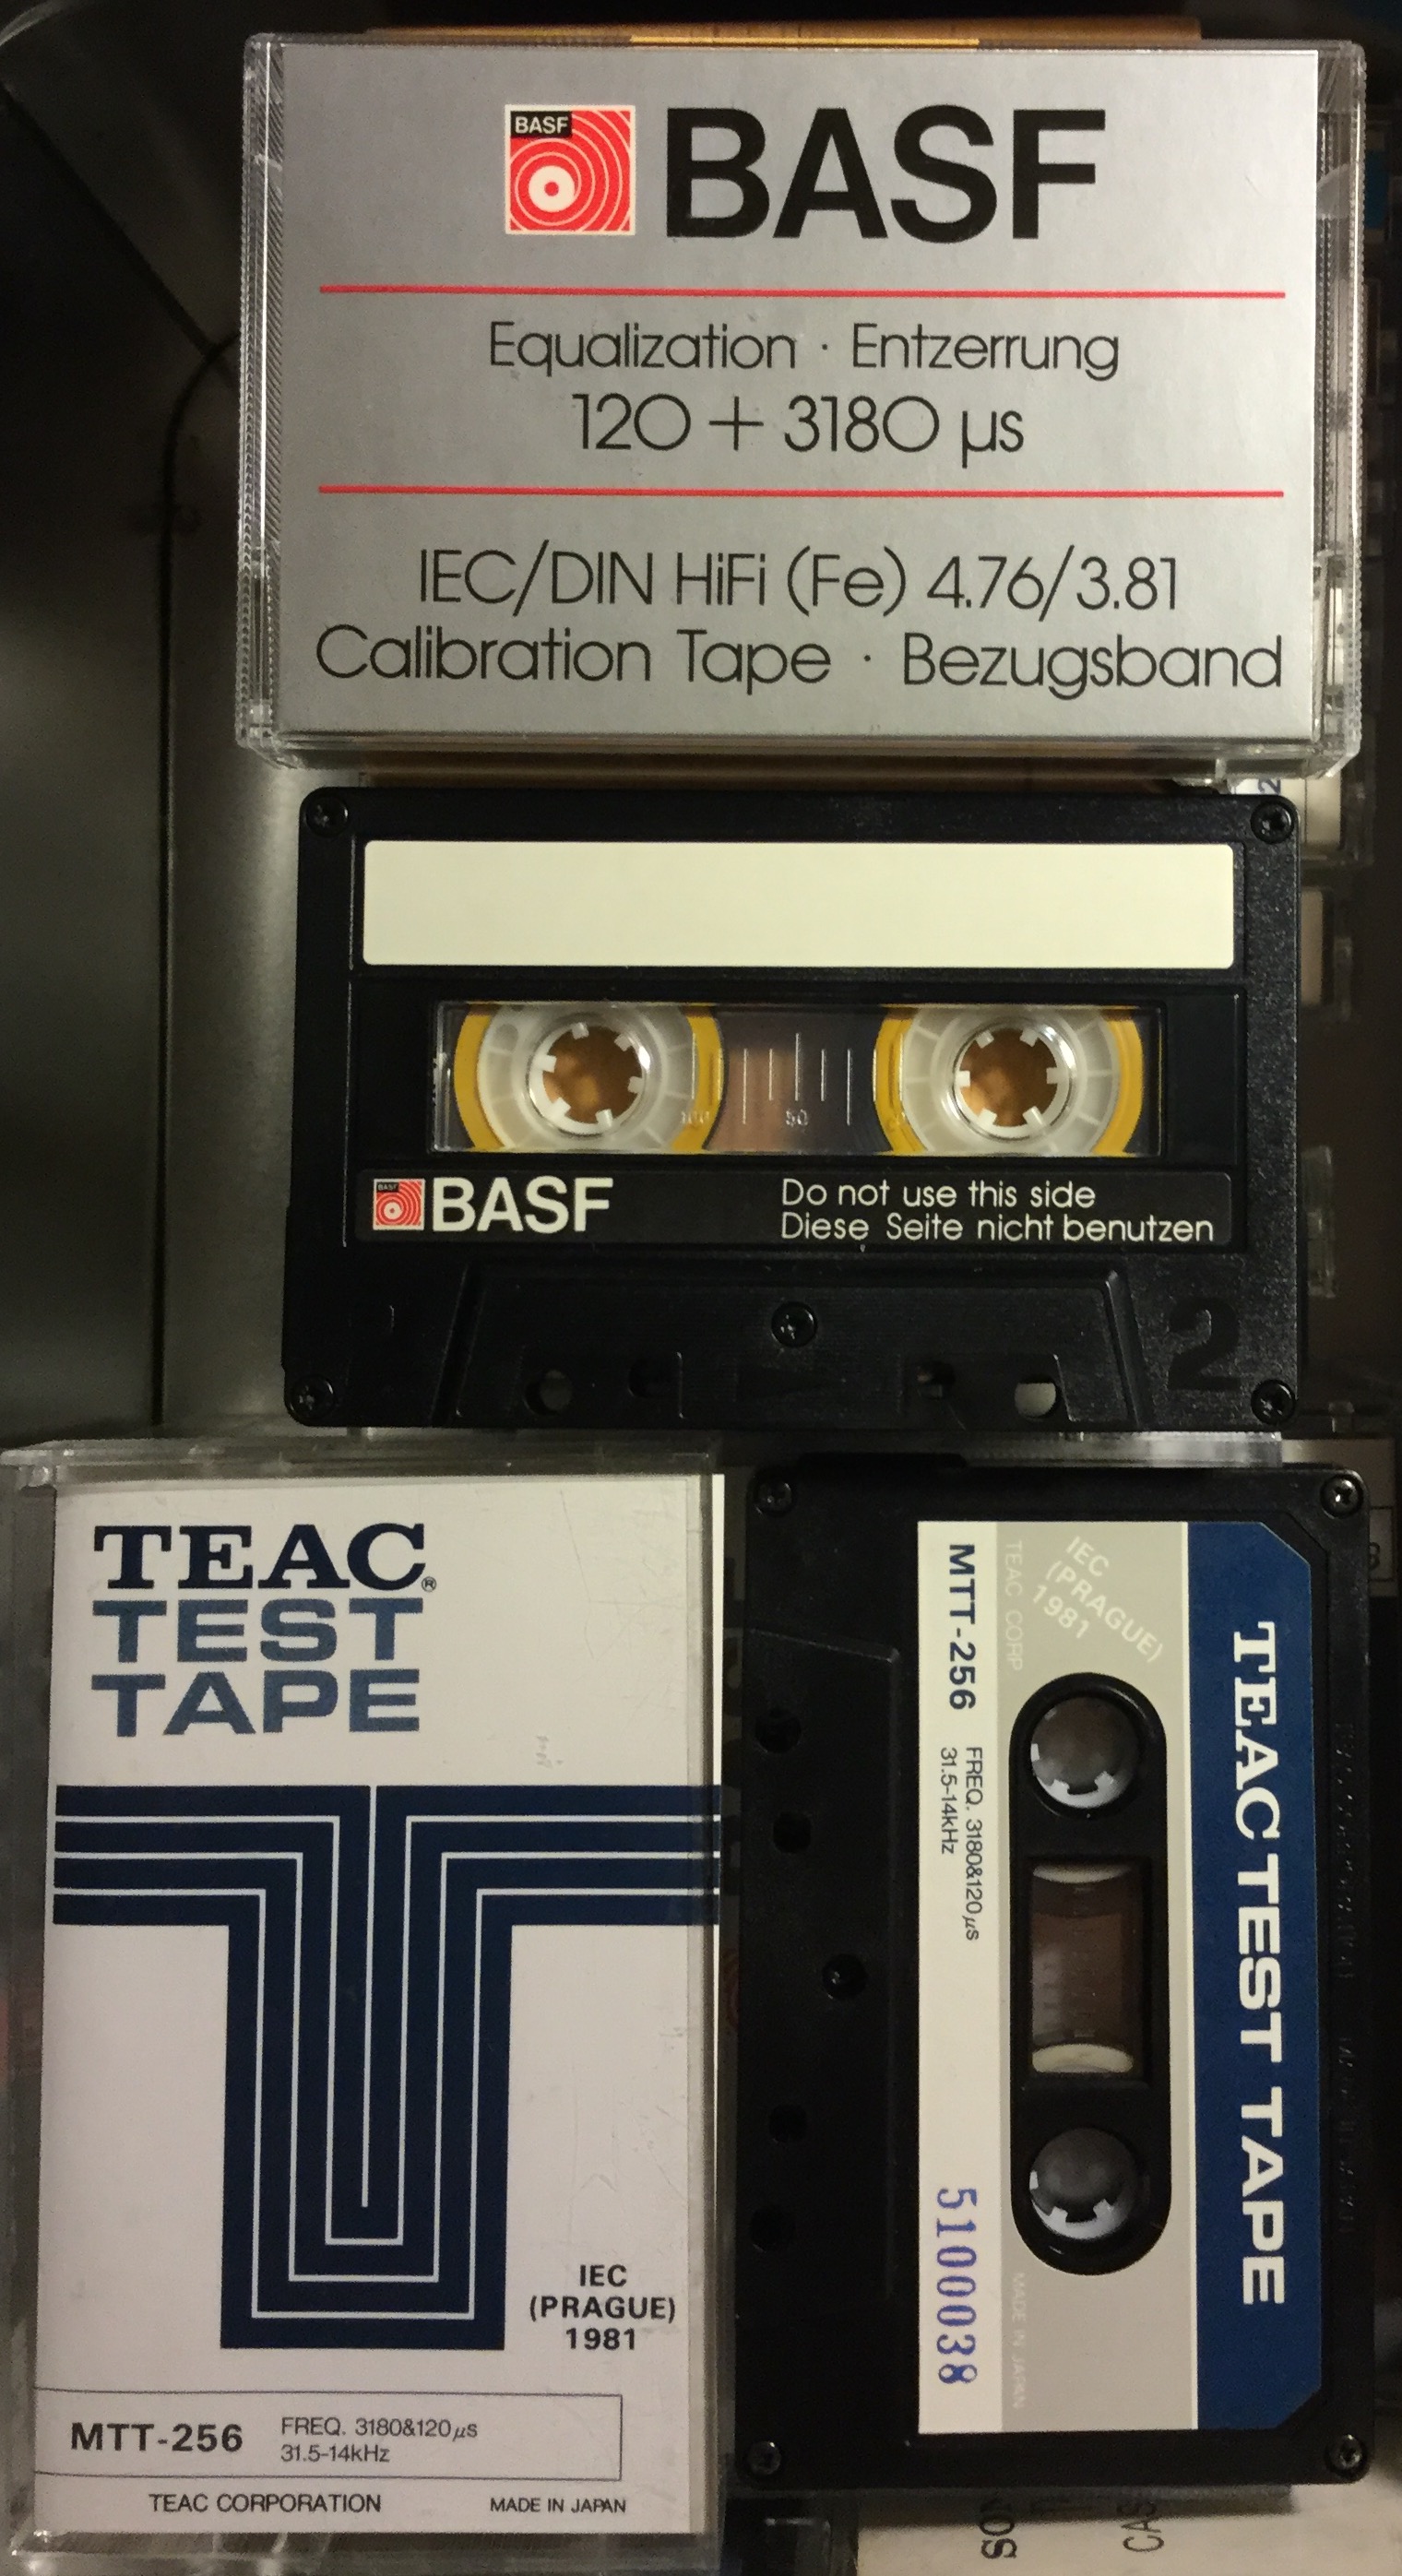 BASF
BASF
Equalization · Entzerrung
120 + 3180 µs
IEC/DIN HiFi (Fe) 4.76/3.81
Calibration Tape · Bezugsband
50
BASF
BASF
Do not use this side
Diese Seite nicht benutzen
2
TEAC®
TEST
TAPE
IEC
(PRAGUE)
1981
MTT-256
FREQ. 3180&120µs
31.5-14kHz
TEAC CORPORATION
MADE IN JAPAN
TEAC TEST TAPE
IEC
(PRAGUE)
1981
TEAC CORP
MADE IN JAPAN
MTT-256
FREQ. 3180&120µs
31.5-14kHz
5100038